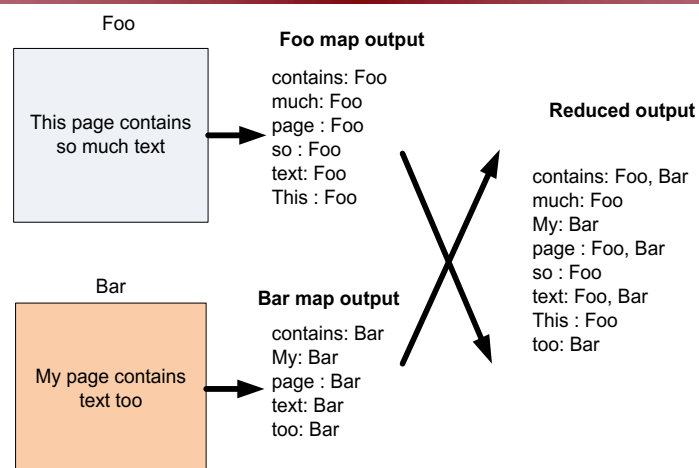 Foo
This page contains
so much text
Foo map output
contains: Foo
much: Foo
page : Foo
so : Foo
text: Foo
This : Foo
Bar
My page contains
text too
Bar map output
contains: Bar
My: Bar
page : Bar
text: Bar
too: Bar
Reduced output
contains: Foo, Bar
much: Foo
My: Bar
page : Foo, Bar
so : Foo
text: Foo, Bar
This : Foo
too: Bar